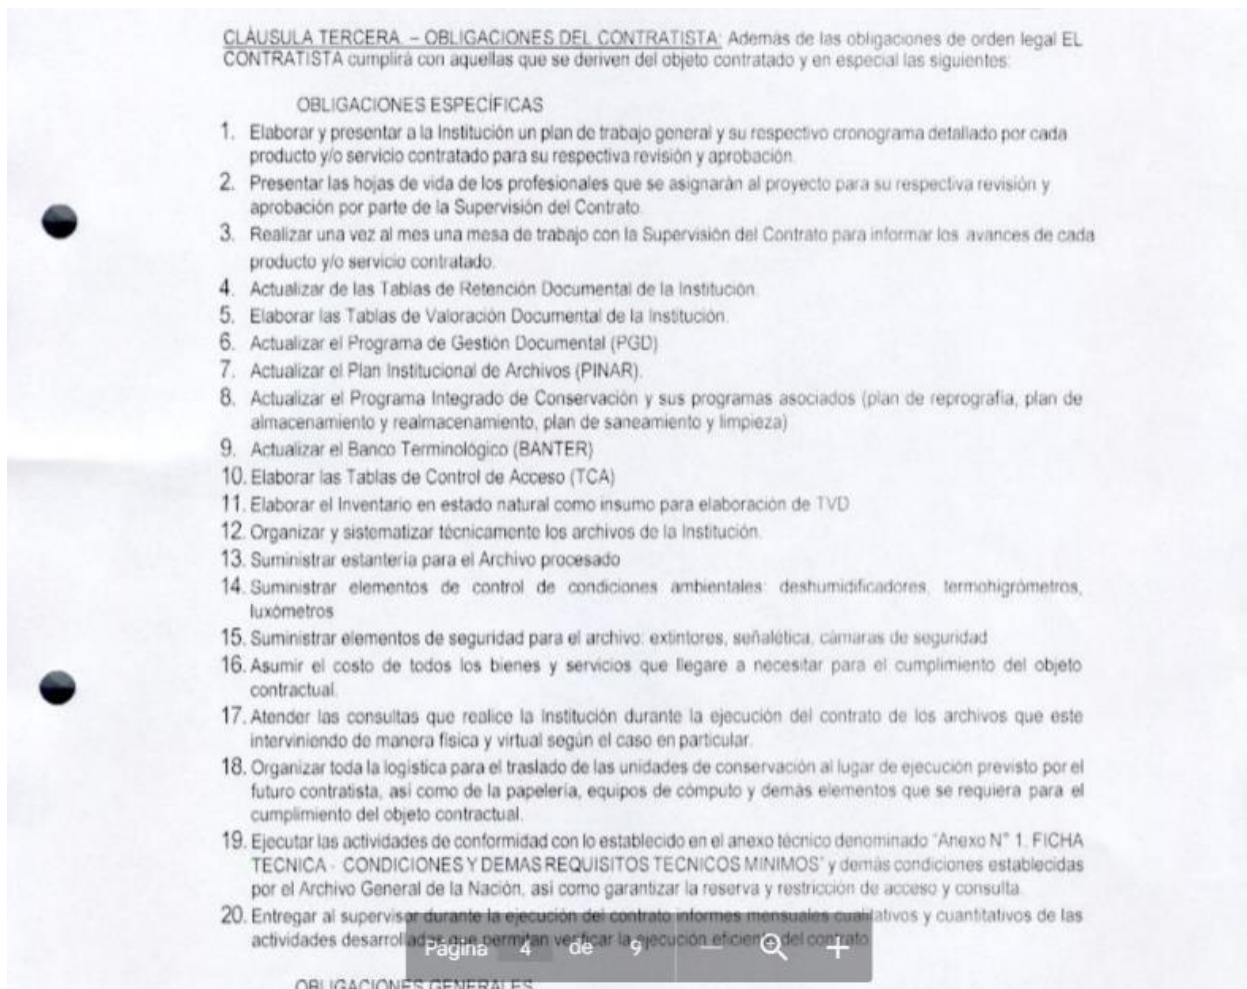 CLÁUSULA TERCERA. – OBLIGACIONES DEL CONTRATISTA: Además de las obligaciones de orden legal EL
CONTRATISTA cumplirá con aquellas que se deriven del objeto contratado y en especial las siguientes:
OBLIGACIONES ESPECÍFICAS
1. Elaborar y presentar a la Institución un plan de trabajo general y su respectivo cronograma detallado por cada
producto y/o servicio contratado para su respectiva revisión y aprobación.
2. Presentar las hojas de vida de los profesionales que se asignarán al proyecto para su respectiva revisión y
aprobación por parte de la Supervisión del Contrato.
3. Realizar una vez al mes una mesa de trabajo con la Supervisión del Contrato para informar los avances de cada
producto y/o servicio contratado.
4. Actualizar de las Tablas de Retención Documental de la Institución.
5. Elaborar las Tablas de Valoración Documental de la Institución.
6. Actualizar el Programa de Gestión Documental (PGD)
7. Actualizar el Plan Institucional de Archivos (PINAR).
8. Actualizar el Programa Integrado de Conservación y sus programas asociados (plan de reprografía, plan de
almacenamiento y realmacenamiento, plan de saneamiento y limpieza)
9. Actualizar el Banco Terminológico (BANTER)
10. Elaborar las Tablas de Control de Acceso (TCA)
11. Elaborar el Inventario en estado natural como insumo para elaboración de TVD
12. Organizar y sistematizar técnicamente los archivos de la Institución.
13. Suministrar estantería para el Archivo procesado
14. Suministrar elementos de control de condiciones ambientales: deshumidificadores, termohigrómetros,
luxómetros
15. Suministrar elementos de seguridad para el archivo: extintores, señalética, cámaras de seguridad
16. Asumir el costo de todos los bienes y servicios que llegare a necesitar para el cumplimiento del objeto
contractual.
17. Atender las consultas que realice la Institución durante la ejecución del contrato de los archivos que este
interviniendo de manera física y virtual según el caso en particular.
18. Organizar toda la logística para el traslado de las unidades de conservación al lugar de ejecución previsto por el
futuro contratista, así como de la papelería, equipos de cómputo y demás elementos que se requiera para el
cumplimiento del objeto contractual.
19. Ejecutar las actividades de conformidad con lo establecido en el anexo técnico denominado “Anexo N° 1. FICHA
TECNICA - CONDICIONES Y DEMAS REQUISITOS TECNICOS MINIMOS” y demás condiciones establecidas
por el Archivo General de la Nación, así como garantizar la reserva y restricción de acceso y consulta.
20. Entregar al supervisor durante la ejecución del contrato informes mensuales cualitativos y cuantitativos de las
actividades desarrolladas que permitan verificar la ejecución eficiente del contrato
Página 4 de 9
OBLIGACIONES GENERALES